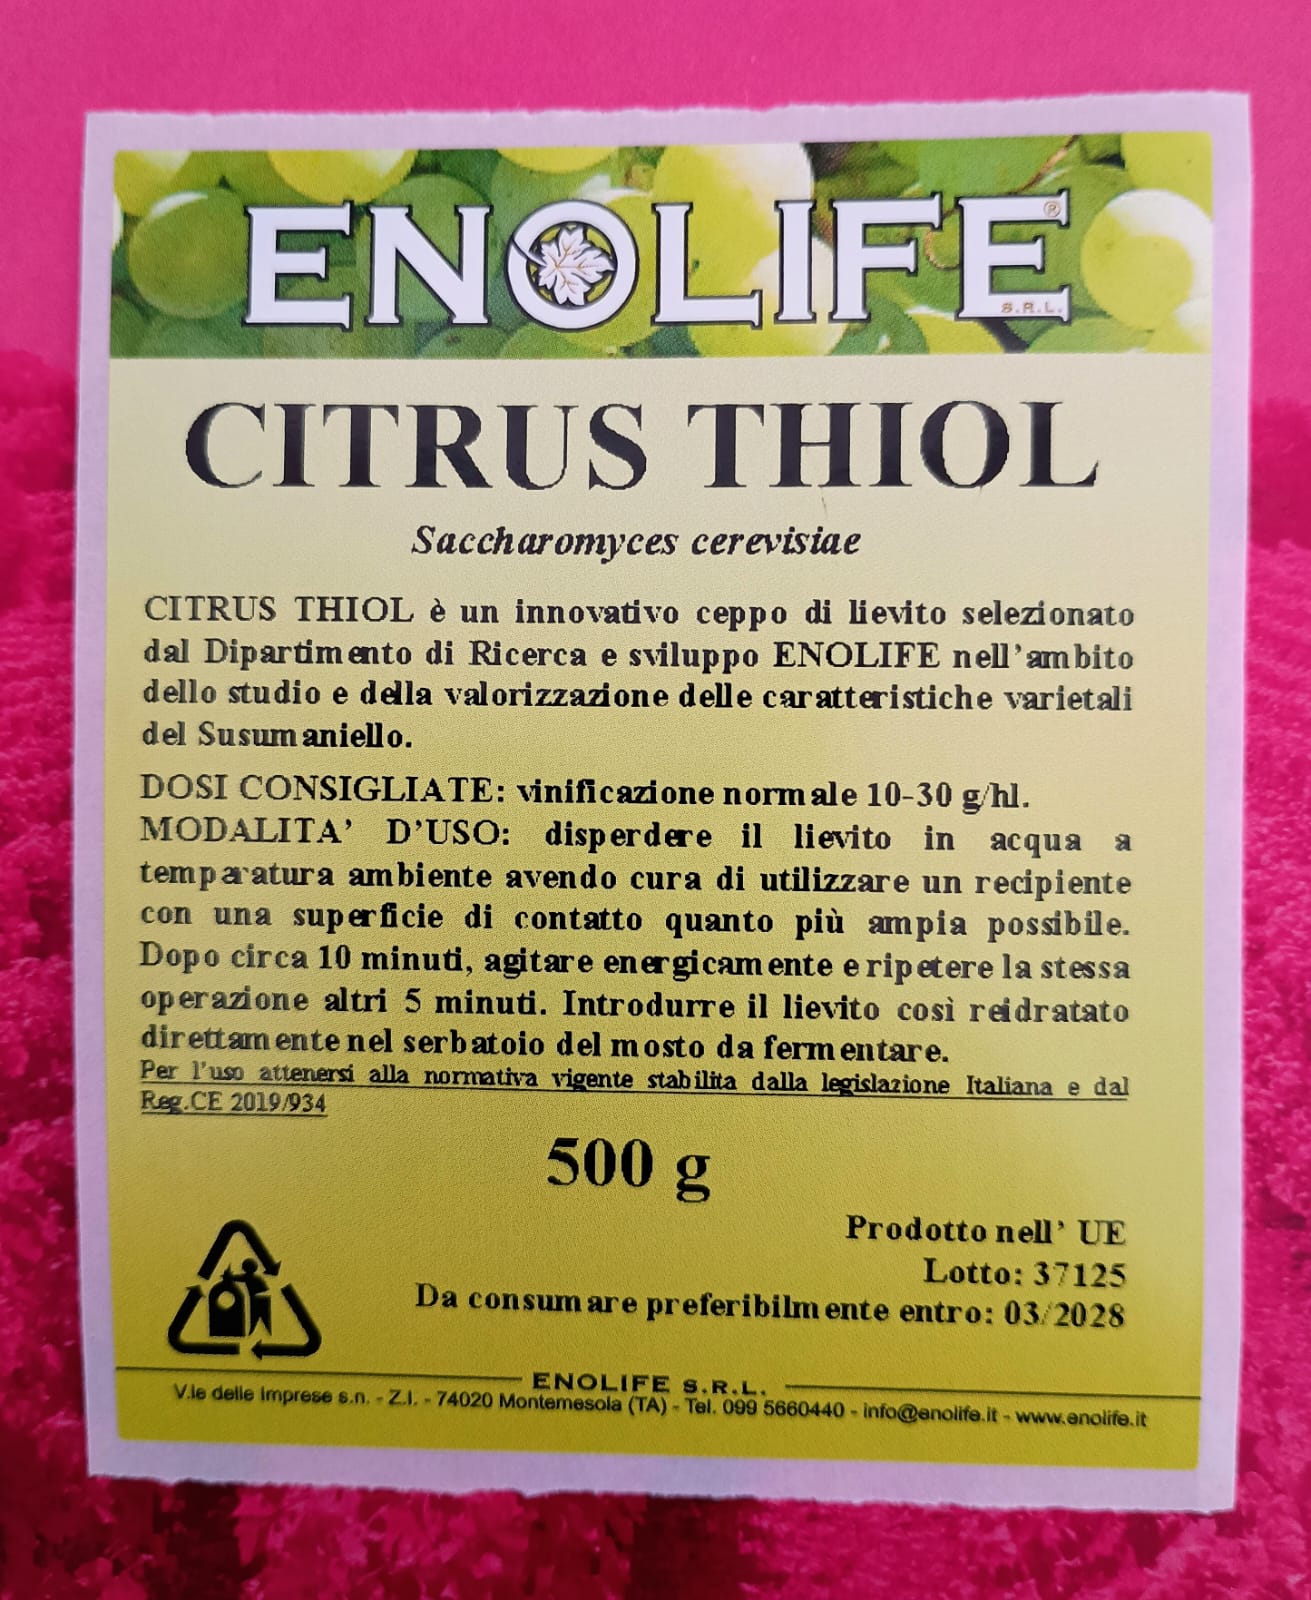 ENOLIFE®
S.R.L.
CITRUS THIOL
Saccharomyces cerevisiae
CITRUS THIOL è un innovativo ceppo di lievito selezionato
dal Dipartimento di Ricerca e sviluppo ENOLIFE nell'ambito
dello studio e della valorizzazione delle caratteristiche varietali
del Susumaniello.
DOSI CONSIGLIATE: vinificazione normale 10-30 g/hl.
MODALITA' D'USO: disperdere il lievito in acqua a
temperatura ambiente avendo cura di utilizzare un recipiente
con una superficie di contatto quanto più ampia possibile.
Dopo circa 10 minuti, agitare energicamente e ripetere la stessa
operazione altri 5 minuti. Introdurre il lievito così reidratato
direttamente nel serbatoio del mosto da fermentare.
Per l'uso attenersi alla normativa vigente stabilita dalla legislazione Italiana e dal
Reg.CE 2019/934
500 g
Prodotto nell' UE
Lotto: 37125
Da consumare preferibilmente entro: 03/2028
ENOLIFE S.R.L.
V.le delle Imprese s.n. - Z.I. - 74020 Montemesola (TA) - Tel. 099 5660440 - info@enolife.it - www.enolife.it